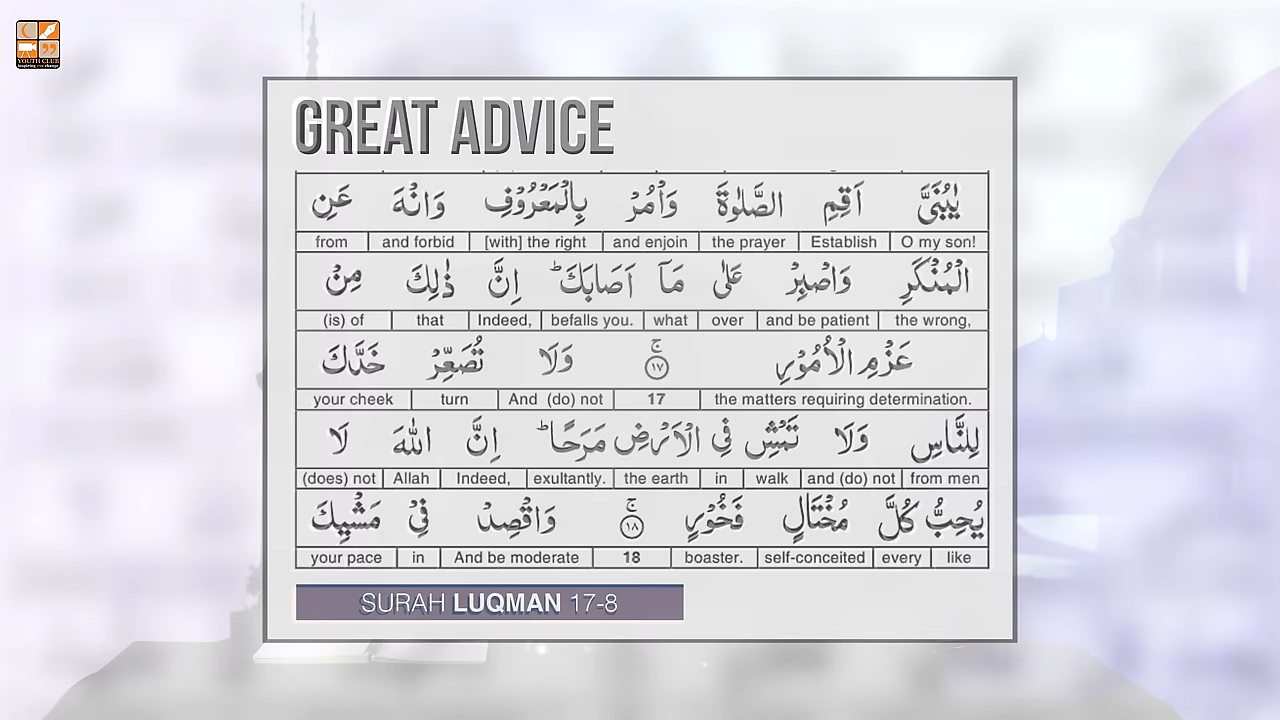 YOUTH CLUB
GREAT ADVICE
يٰبُنَيَّ اَقِمِ الصَّلٰوةَ وَاْمُرْ بِالْمَعْرُوْفِ وَانْهَ عَنِ
from and forbid [with] the right and enjoin the prayer Establish O my son!
الْمُنْكَرِ وَاصْبِرْ عَلٰى مَآ اَصَابَكَ ؕ اِنَّ ذٰلِكَ مِنْ
(is) of that Indeed, befalls you. what over and be patient the wrong,
عَزْمِ الْاُمُوْرِ ۚ ١٧ وَلَا تُصَعِّرْ خَدَّكَ
your cheek turn And (do) not 17 the matters requiring determination.
لِلنَّاسِ وَلَا تَمْشِ فِي الْاَرْضِ مَرَحًا ؕ اِنَّ اللّٰهَ لَا
(does) not Allah Indeed, exultantly. the earth in walk and (do) not from men
يُحِبُّ كُلَّ مُخْتَالٍ فَخُوْرٍ ۚ ١٨ وَاقْصِدْ فِيْ مَشْيِكَ
your pace in And be moderate 18 boaster. self-conceited every like
SURAH LUQMAN 17-8